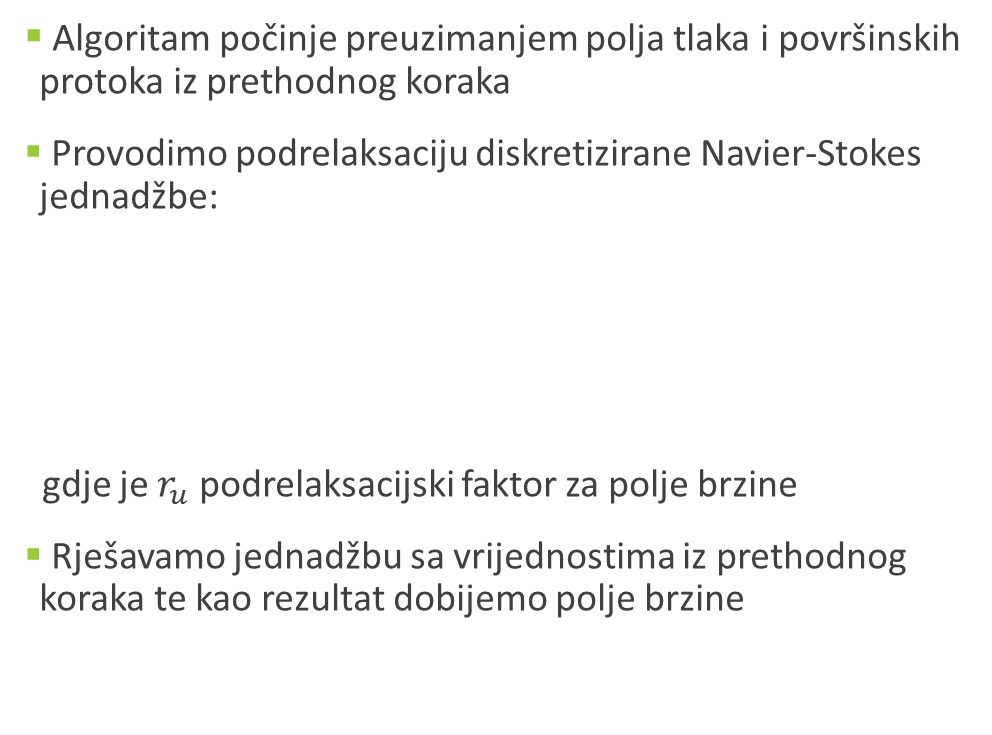 ▪ Algoritam počinje preuzimanjem polja tlaka i površinskih
protoka iz prethodnog koraka
▪ Provodimo podrelaksaciju diskretizirane Navier-Stokes
jednadžbe:
gdje je 𝑟𝑢 podrelaksacijski faktor za polje brzine
▪ Rješavamo jednadžbu sa vrijednostima iz prethodnog
koraka te kao rezultat dobijemo polje brzine